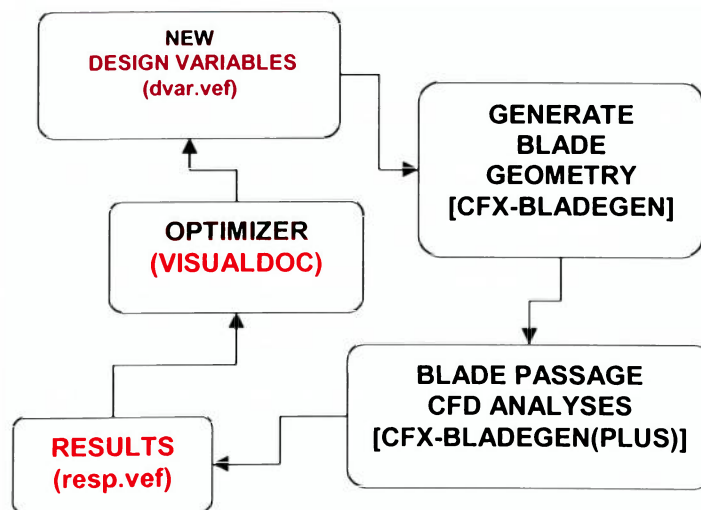 NEW
DESIGN VARIABLES
(dvar.vef)
GENERATE
BLADE
GEOMETRY
[CFX-BLADEGEN]
OPTIMIZER
(VISUALDOC)
BLADE PASSAGE
CFD ANALYSES
[CFX-BLADEGEN(PLUS)]
RESULTS
(resp.vef)